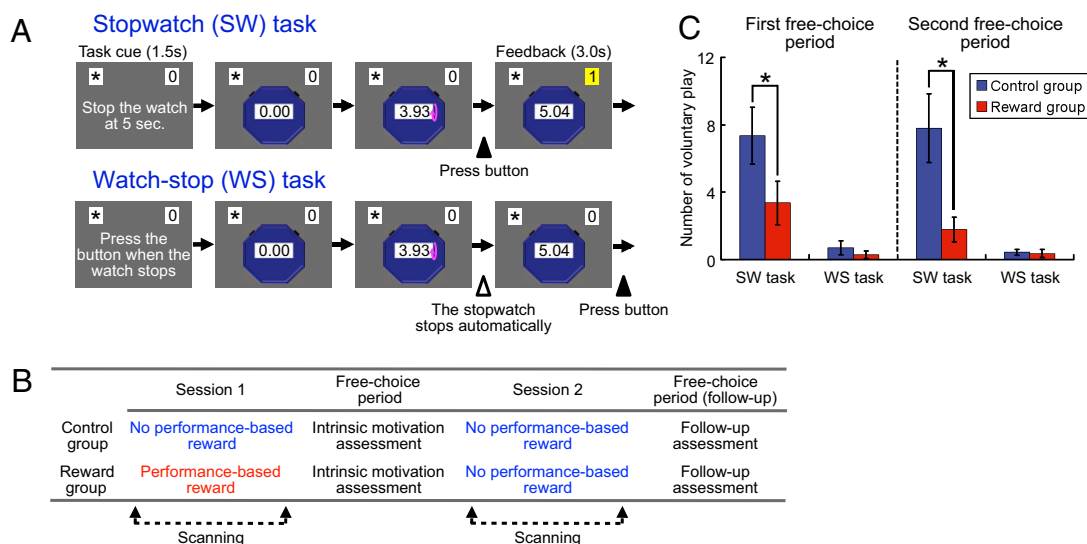 A
Stopwatch (SW) task
Task cue (1.5s)
Feedback (3.0s)
* 0
* 0
* 0
* 1
Stop the watch
at 5 sec.
0.00
3.93
5.04
Press button
Watch-stop (WS) task
* 0
* 0
* 0
* 0
Press the
button when the
watch stops
0.00
3.93
5.04
The stopwatch
stops automatically
Press button
B
Session 1
Free-choice
period
Session 2
Free-choice
period (follow-up)
Control
group
No performance-based
reward
Intrinsic motivation
assessment
No performance-based
reward
Follow-up
assessment
Reward
group
Performance-based
reward
Intrinsic motivation
assessment
No performance-based
reward
Follow-up
assessment
Scanning
Scanning
C
First free-choice
period
Second free-choice
period
Number of voluntary play
12
8
4
0
*
*
Control group
Reward group
SW task
WS task
SW task
WS task